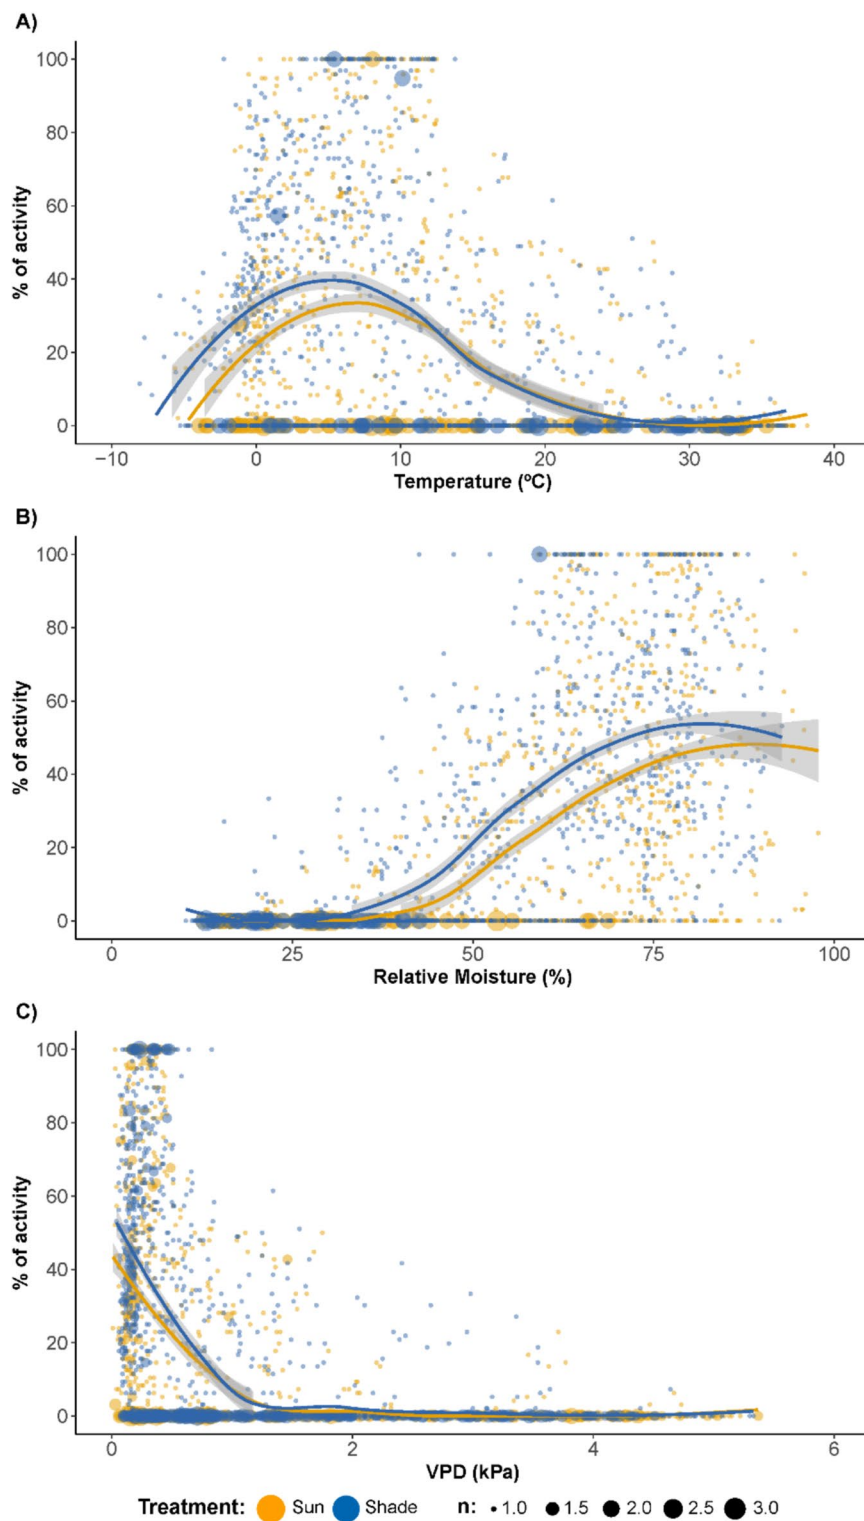 A)
100
80
60
40
20
0
% of activity
−10 0 10 20 30 40
Temperature (ºC)
B)
100
80
60
40
20
0
% of activity
0 25 50 75 100
Relative Moisture (%)
C)
100
80
60
40
20
0
% of activity
0 2 4 6
VPD (kPa)
Treatment: Sun Shade n: 1.0 1.5 2.0 2.5 3.0